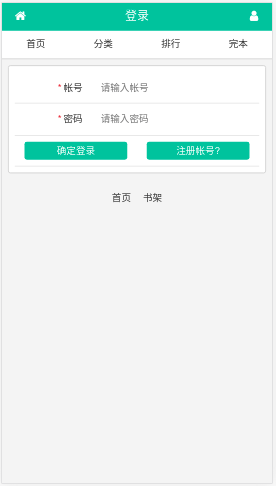 登录
首页 分类 排行 完本
*帐号 请输入帐号
*密码 请输入密码
确定登录 注册帐号?
首页 书架